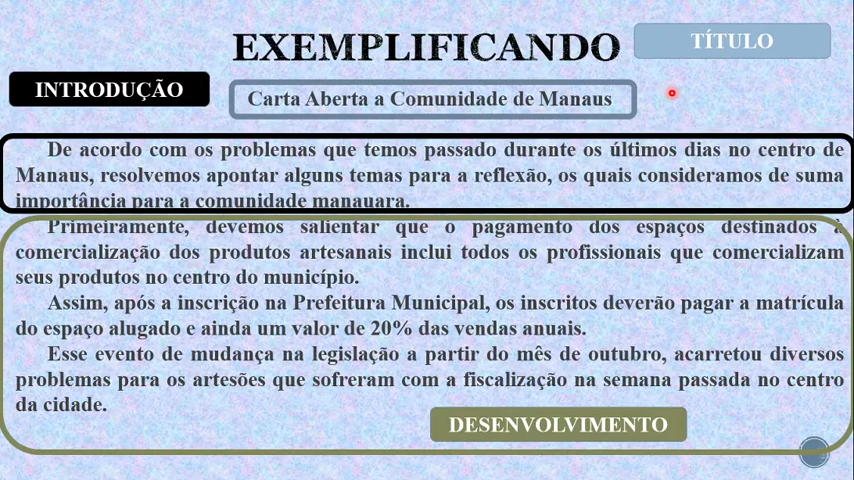 EXEMPLIFICANDO
TÍTULO
INTRODUÇÃO
Carta Aberta a Comunidade de Manaus
De acordo com os problemas que temos passado durante os últimos dias no centro de
Manaus, resolvemos apontar alguns temas para a reflexão, os quais consideramos de suma
importância para a comunidade manauara.
Primeiramente, devemos salientar que o pagamento dos espaços destinados à
comercialização dos produtos artesanais inclui todos os profissionais que comercializam
seus produtos no centro do município.
Assim, após a inscrição na Prefeitura Municipal, os inscritos deverão pagar a matrícula
do espaço alugado e ainda um valor de 20% das vendas anuais.
Esse evento de mudança na legislação a partir do mês de outubro, acarretou diversos
problemas para os artesões que sofreram com a fiscalização na semana passada no centro
da cidade.
DESENVOLVIMENTO